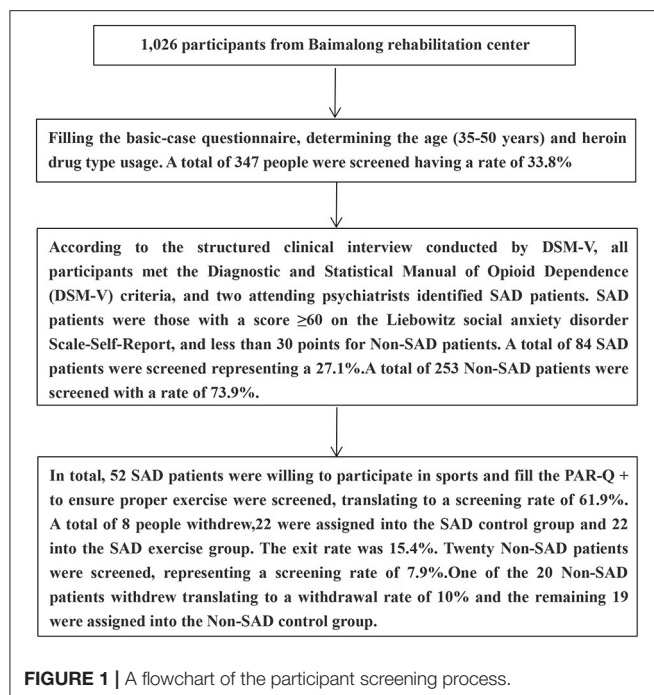 1,026 participants from Baimalong rehabilitation center
Filling the basic-case questionnaire, determining the age (35-50 years) and heroin
drug type usage. A total of 347 people were screened having a rate of 33.8%
According to the structured clinical interview conducted by DSM-V, all
participants met the Diagnostic and Statistical Manual of Opioid Dependence
(DSM-V) criteria, and two attending psychiatrists identified SAD patients. SAD
patients were those with a score ≥60 on the Liebowitz social anxiety disorder
Scale-Self-Report, and less than 30 points for Non-SAD patients. A total of 84 SAD
patients were screened representing a 27.1%.A total of 253 Non-SAD patients were
screened with a rate of 73.9%.
In total, 52 SAD patients were willing to participate in sports and fill the PAR-Q +
to ensure proper exercise were screened, translating to a screening rate of 61.9%.
A total of 8 people withdrew,22 were assigned into the SAD control group and 22
into the SAD exercise group. The exit rate was 15.4%. Twenty Non-SAD patients
were screened, representing a screening rate of 7.9%.One of the 20 Non-SAD
patients withdrew translating to a withdrawal rate of 10% and the remaining 19
were assigned into the Non-SAD control group.
FIGURE 1 | A flowchart of the participant screening process.